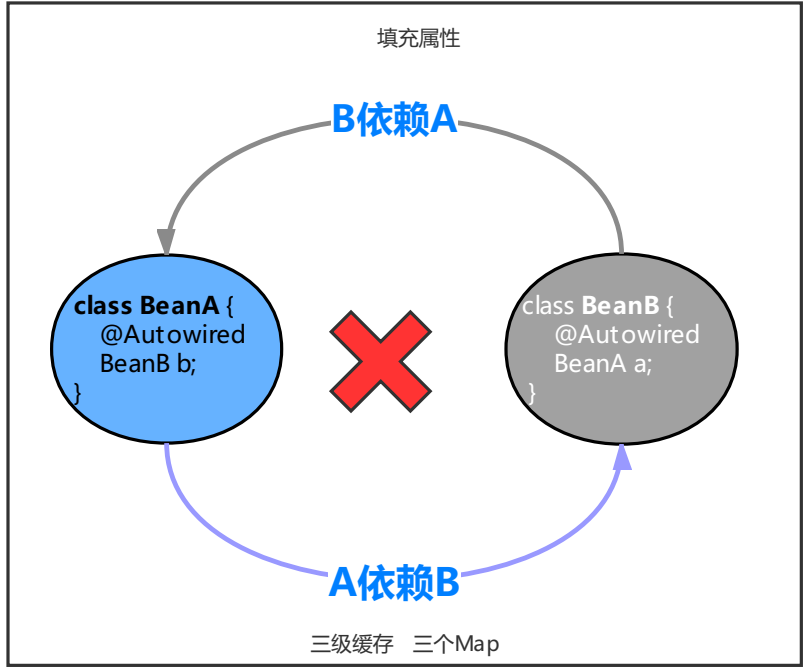 填充属性
B依赖A
class BeanA {
@Autowired
BeanB b;
}
class BeanB {
@Autowired
BeanA a;
}
A依赖B
三级缓存 三个Map